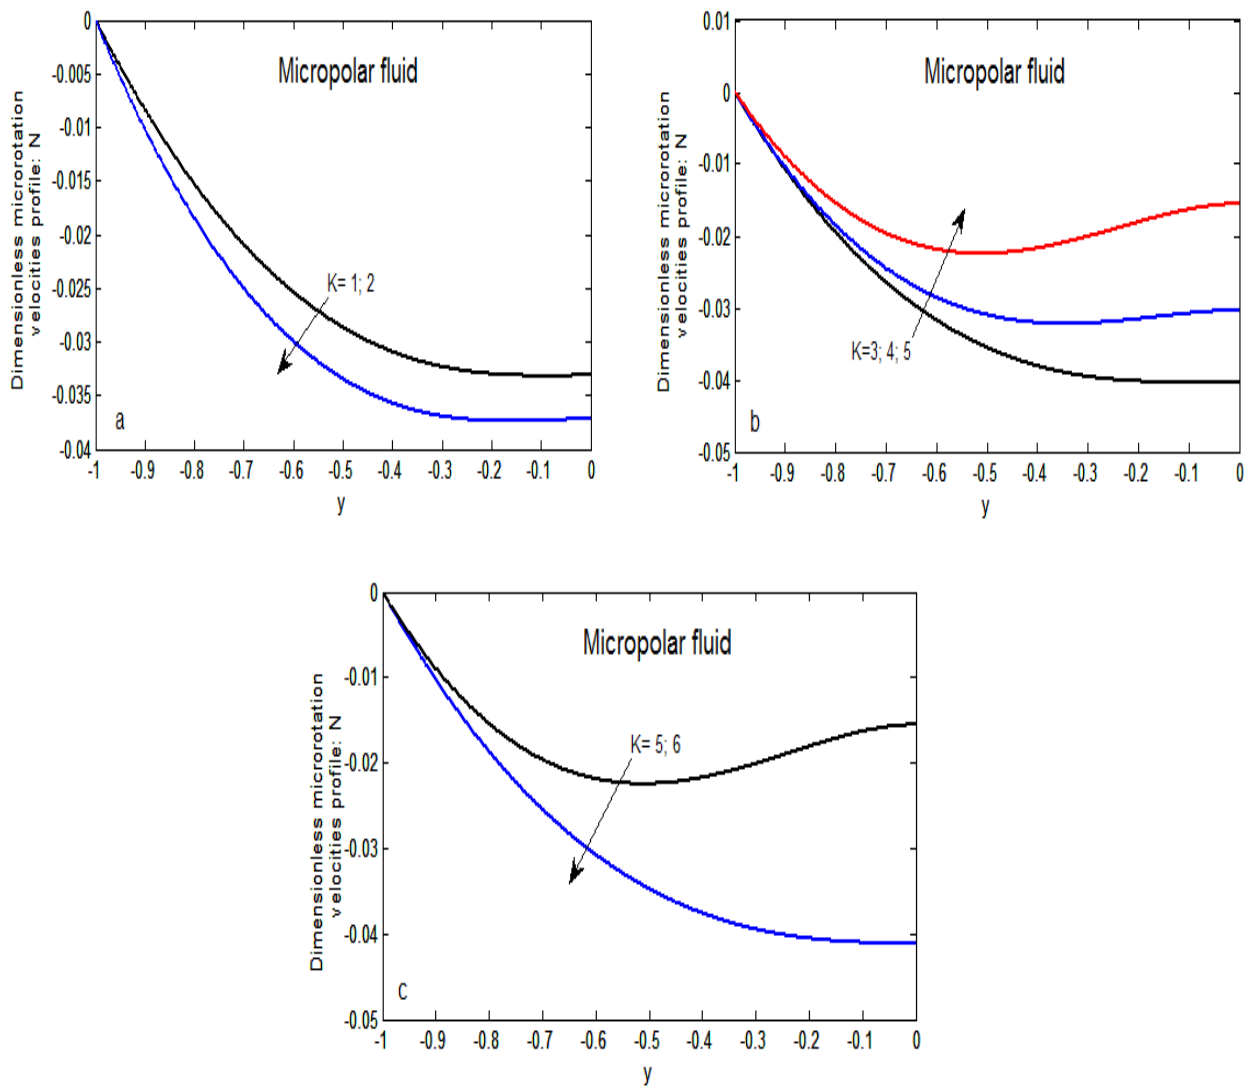 Micropolar fluid
Dimensionless microrotation
velocities profile: N
0
-0.005
-0.01
-0.015
-0.02
-0.025
-0.03
-0.035
-0.04
K= 1; 2
a
-1 -0.9 -0.8 -0.7 -0.6 -0.5 -0.4 -0.3 -0.2 -0.1 0
y
Micropolar fluid
Dimensionless microrotation
velocities profile: N
0.01
0
-0.01
-0.02
-0.03
-0.04
-0.05
K=3; 4; 5
b
-1 -0.9 -0.8 -0.7 -0.6 -0.5 -0.4 -0.3 -0.2 -0.1 0
y
Micropolar fluid
Dimensionless microrotation
velocities profile: N
0
-0.01
-0.02
-0.03
-0.04
-0.05
K= 5; 6
c
-1 -0.9 -0.8 -0.7 -0.6 -0.5 -0.4 -0.3 -0.2 -0.1 0
y